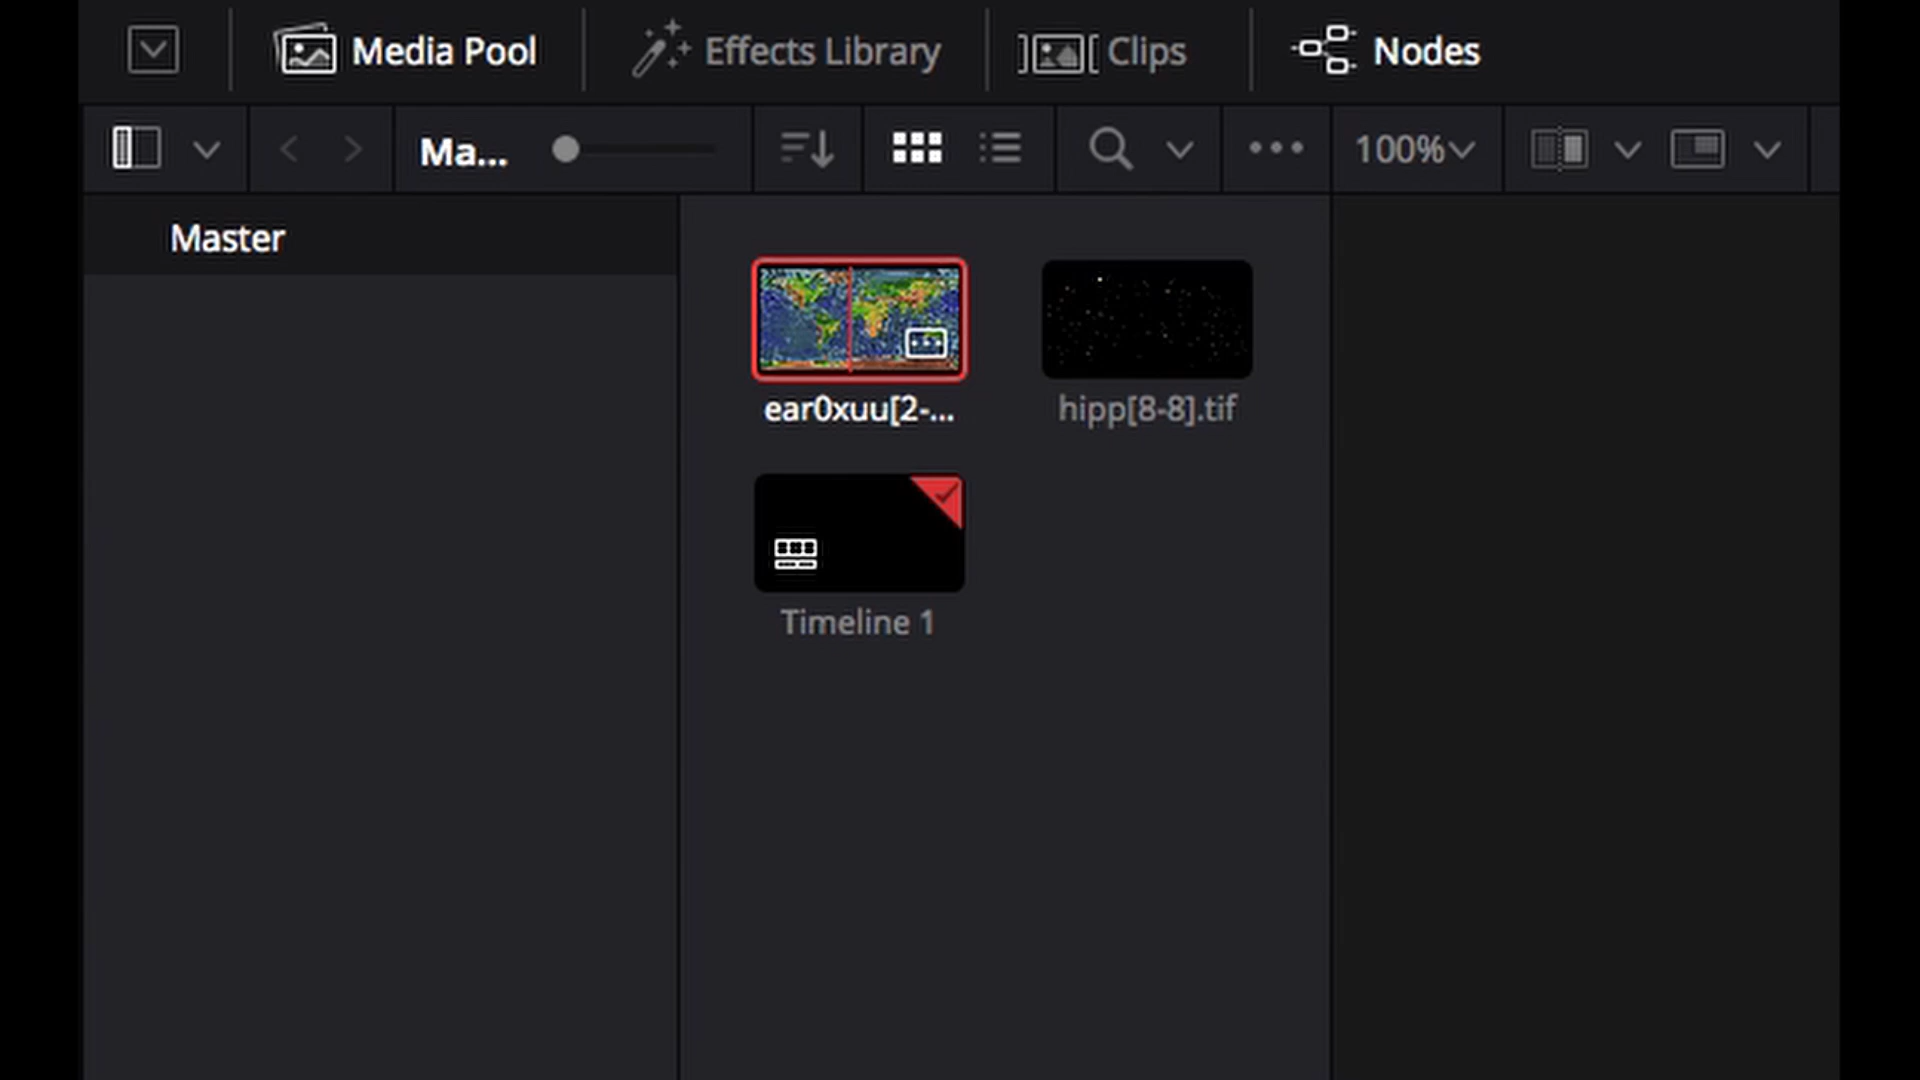 Media Pool
Effects Library
Clips
Nodes
Ma...
100%
Master
ear0xuu[2-...
hipp[8-8].tif
Timeline 1